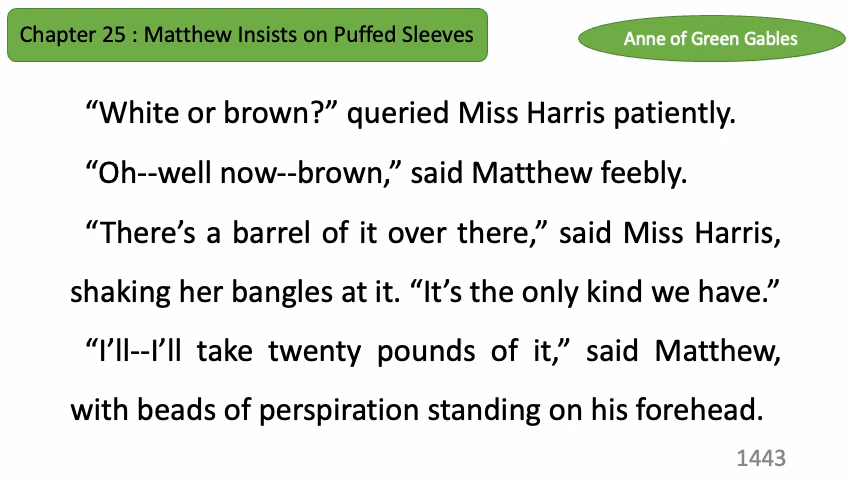 Chapter 25 : Matthew Insists on Puffed Sleeves
Anne of Green Gables
“White or brown?” queried Miss Harris patiently.
“Oh--well now--brown,” said Matthew feebly.
“There’s a barrel of it over there,” said Miss Harris,
shaking her bangles at it. “It’s the only kind we have.”
“I’ll--I’ll take twenty pounds of it,” said Matthew,
with beads of perspiration standing on his forehead.
1443